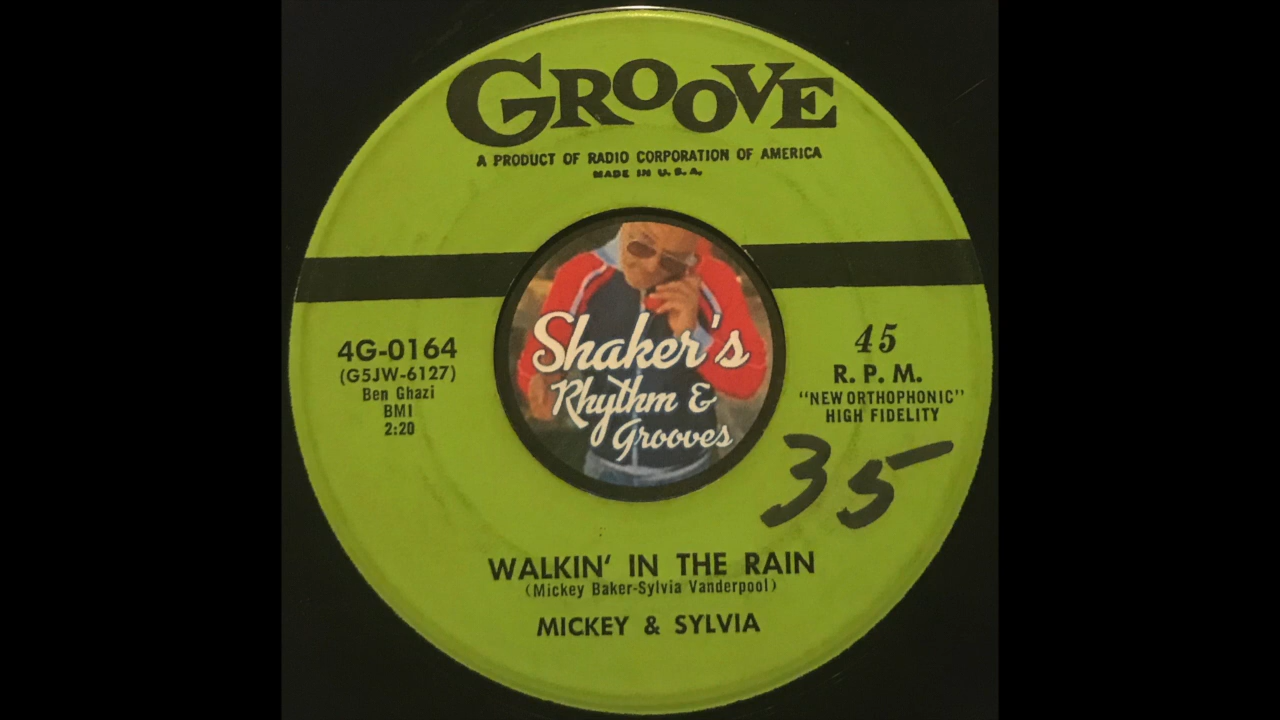 GROOVE
A PRODUCT OF RADIO CORPORATION OF AMERICA
MADE IN U.S.A.
4G-0164
(G5JW-6127)
Ben Ghazi
BMI
2:20
Shaker's
Rhythm &
Grooves
45
R. P. M.
"NEW ORTHOPHONIC"
HIGH FIDELITY
35
WALKIN' IN THE RAIN
(Mickey Baker-Sylvia Vanderpool)
MICKEY & SYLVIA